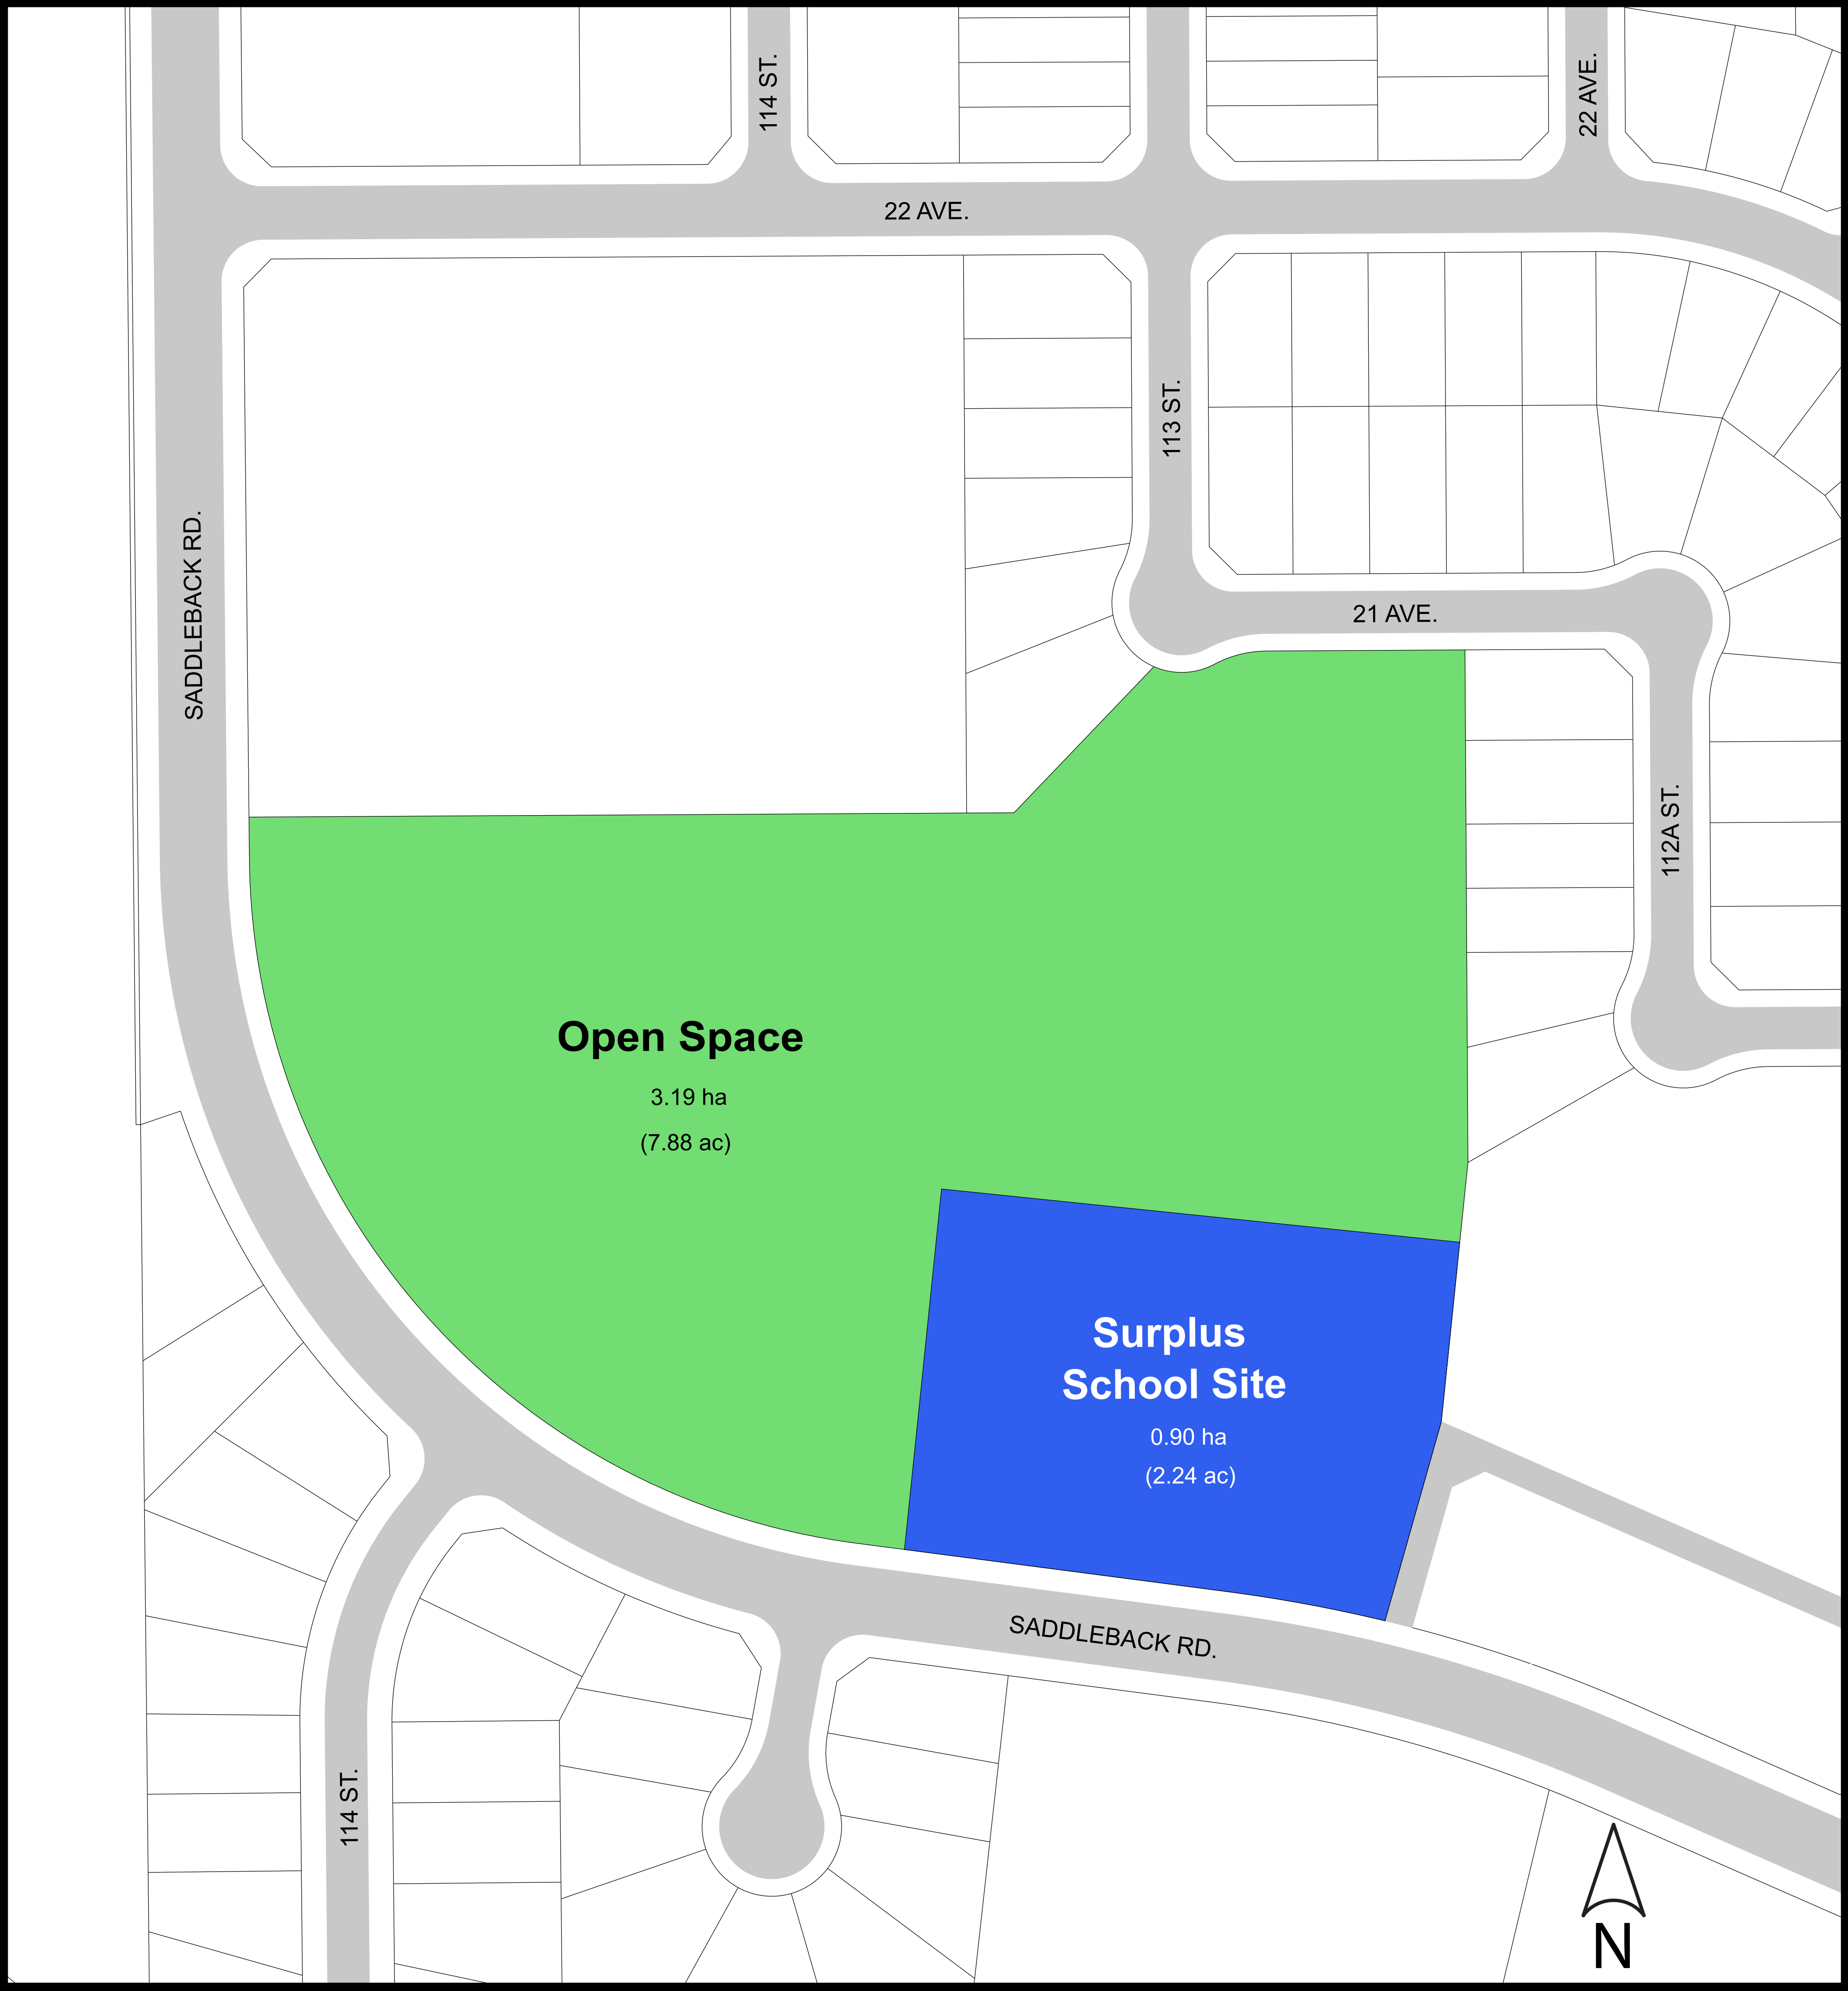 114 ST.
22 AVE.
22 AVE.
113 ST.
SADDLEBACK RD.
21 AVE.
112A ST.
Open Space
3.19 ha
(7.88 ac)
Surplus
School Site
0.90 ha
(2.24 ac)
SADDLEBACK RD.
114 ST.
N